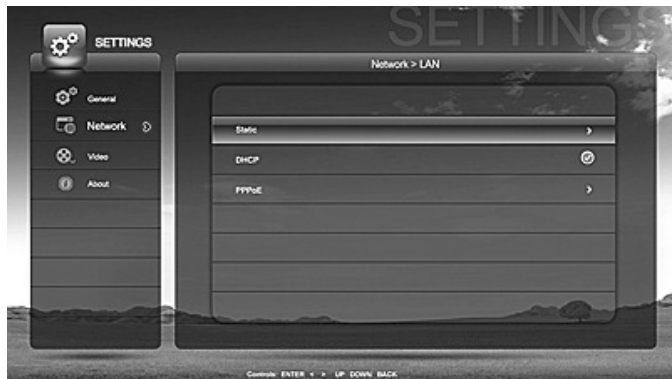 SETTINGS
SETTINGS
Network > LAN
General
Network
Video
About
Static
DHCP
PPPoE
Controls: ENTER < > UP DOWN BACK